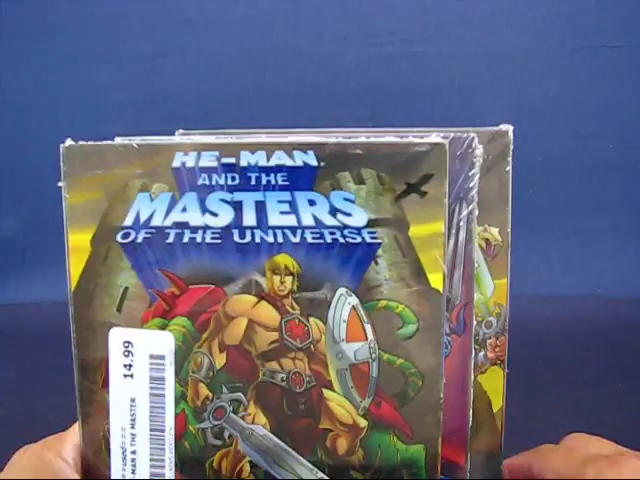 HE-MAN
AND THE
MASTERS
OF THE UNIVERSE
14.99
-MAN & THE MASTER